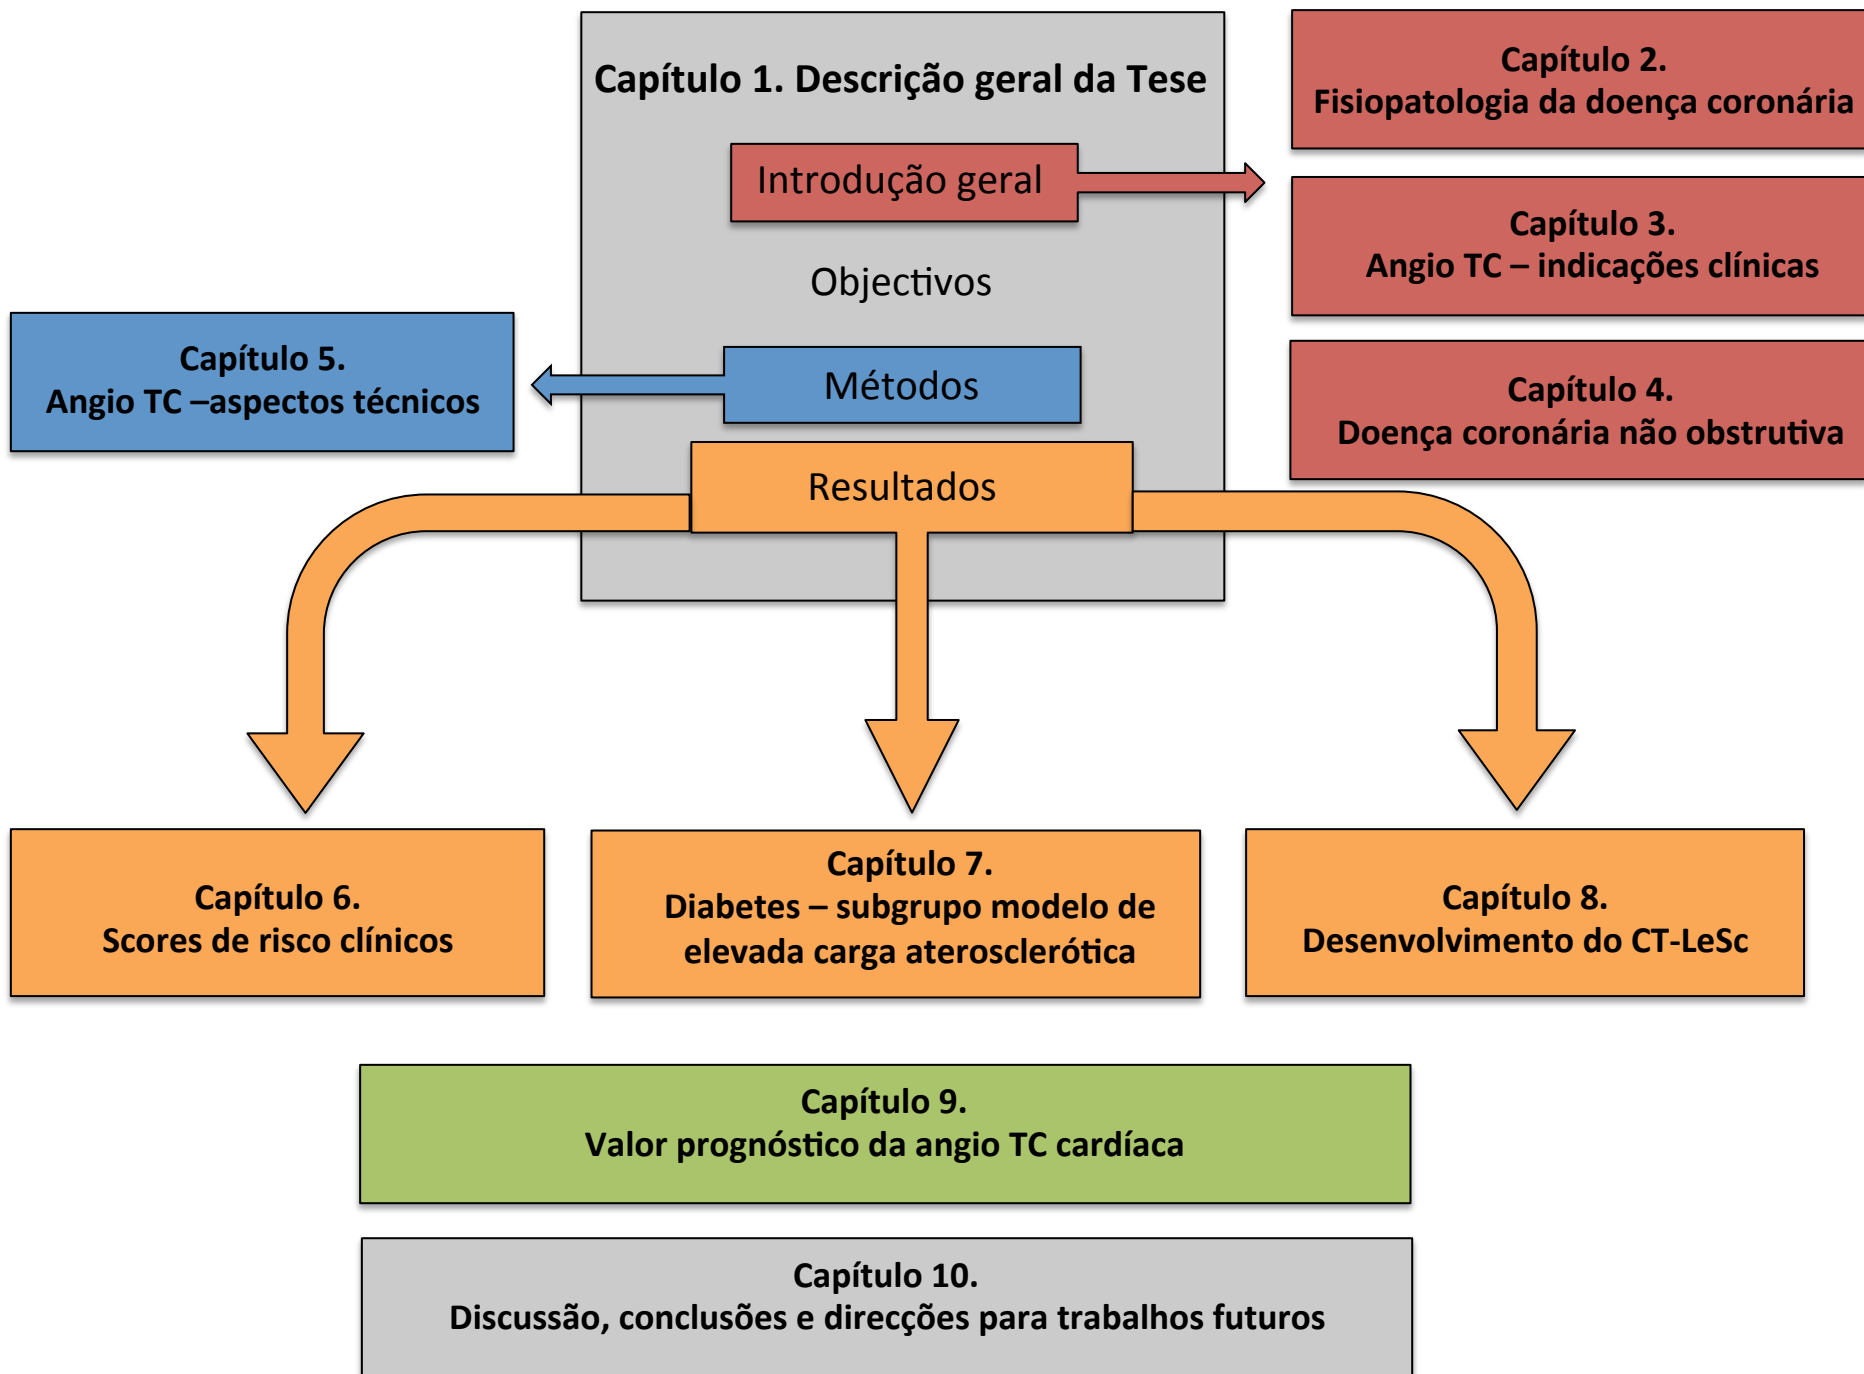 Capítulo 1. Descrição geral da Tese
Introdução geral
Objectivos
Métodos
Resultados
Capítulo 2.
Fisiopatologia da doença coronária
Capítulo 3.
Angio TC – indicações clínicas
Capítulo 4.
Doença coronária não obstrutiva
Capítulo 5.
Angio TC –aspectos técnicos
Capítulo 6.
Scores de risco clínicos
Capítulo 7.
Diabetes – subgrupo modelo de
elevada carga aterosclerótica
Capítulo 8.
Desenvolvimento do CT-LeSc
Capítulo 9.
Valor prognóstico da angio TC cardíaca
Capítulo 10.
Discussão, conclusões e direcções para trabalhos futuros